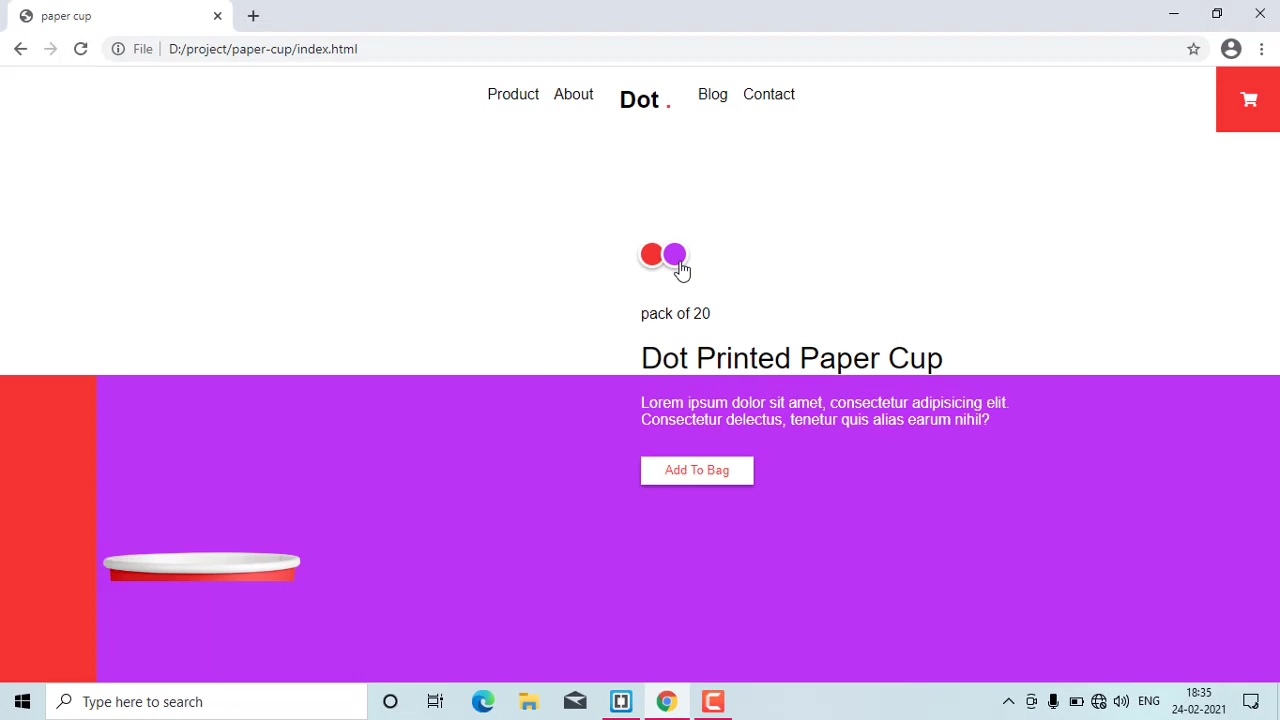 paper cup
File
D:/project/paper-cup/index.html
Product About Dot . Blog Contact
pack of 20
Dot Printed Paper Cup
Lorem ipsum dolor sit amet, consectetur adipisicing elit.
Consectetur delectus, tenetur quis alias earum nihil?
Add To Bag
Type here to search
ENG
18:35
24-02-2021